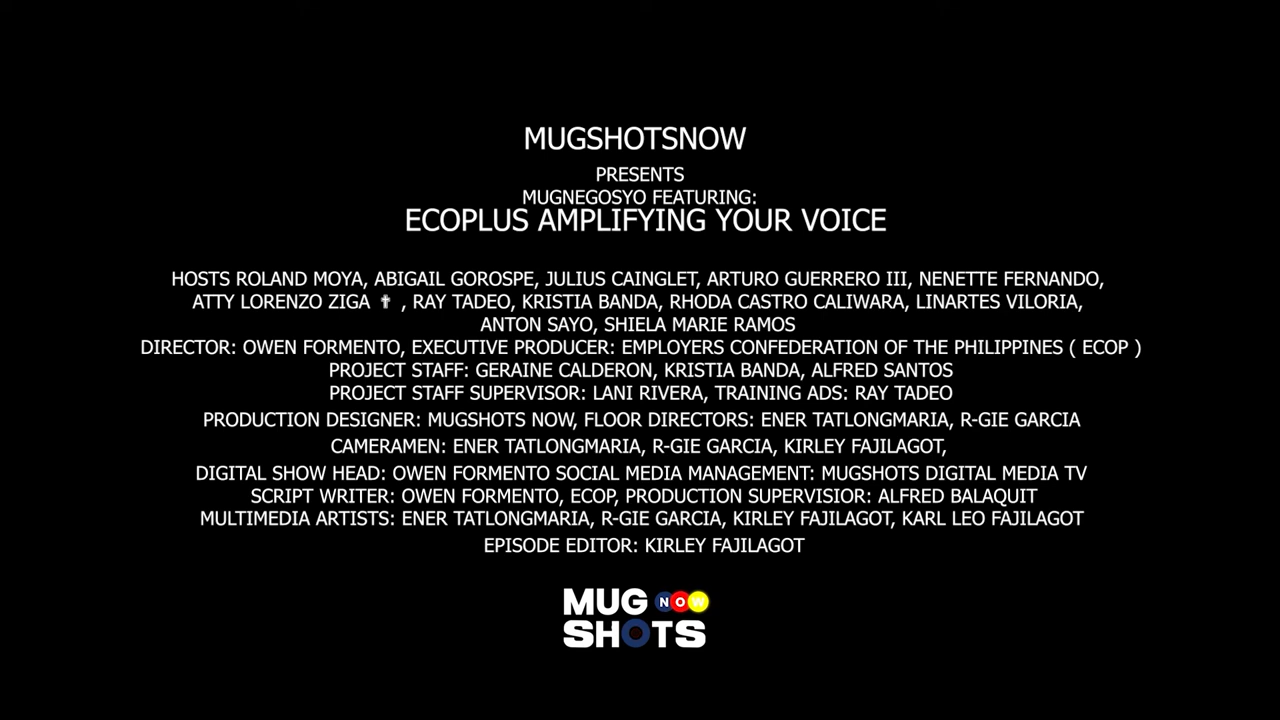 MUGSHOTSNOW
PRESENTS
MUGNEGOSYO FEATURING:
ECOPLUS AMPLIFYING YOUR VOICE
HOSTS ROLAND MOYA, ABIGAIL GOROSPE, JULIUS CAINGLET, ARTURO GUERRERO III, NENETTE FERNANDO,
ATTY LORENZO ZIGA ✟ , RAY TADEO, KRISTIA BANDA, RHODA CASTRO CALIWARA, LINARTES VILORIA,
ANTON SAYO, SHIELA MARIE RAMOS
DIRECTOR: OWEN FORMENTO, EXECUTIVE PRODUCER: EMPLOYERS CONFEDERATION OF THE PHILIPPINES ( ECOP )
PROJECT STAFF: GERAINE CALDERON, KRISTIA BANDA, ALFRED SANTOS
PROJECT STAFF SUPERVISOR: LANI RIVERA, TRAINING ADS: RAY TADEO
PRODUCTION DESIGNER: MUGSHOTS NOW, FLOOR DIRECTORS: ENER TATLONGMARIA, R-GIE GARCIA
CAMERAMEN: ENER TATLONGMARIA, R-GIE GARCIA, KIRLEY FAJILAGOT,
DIGITAL SHOW HEAD: OWEN FORMENTO SOCIAL MEDIA MANAGEMENT: MUGSHOTS DIGITAL MEDIA TV
SCRIPT WRITER: OWEN FORMENTO, ECOP, PRODUCTION SUPERVISIOR: ALFRED BALAQUIT
MULTIMEDIA ARTISTS: ENER TATLONGMARIA, R-GIE GARCIA, KIRLEY FAJILAGOT, KARL LEO FAJILAGOT
EPISODE EDITOR: KIRLEY FAJILAGOT
MUG NOW
SHOTS